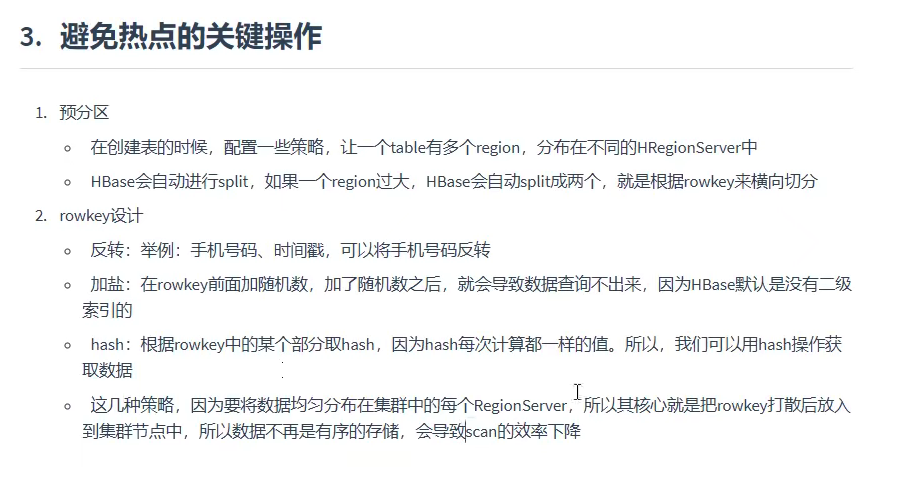 3. 避免热点的关键操作
1. 预分区
在创建表的时候，配置一些策略，让一个table有多个region，分布在不同的HRegionServer中
HBase会自动进行split，如果一个region过大，HBase会自动split成两个，就是根据rowkey来横向切分
2. rowkey设计
反转：举例：手机号码、时间戳，可以将手机号码反转
加盐：在rowkey前面加随机数，加了随机数之后，就会导致数据查询不出来，因为HBase默认是没有二级
索引的
hash：根据rowkey中的某个部分取hash，因为hash每次计算都一样的值。所以，我们可以用hash操作获
取数据
这几种策略，因为要将数据均匀分布在集群中的每个RegionServer，所以其核心就是把rowkey打散后放入
到集群节点中，所以数据不再是有序的存储，会导致scan的效率下降